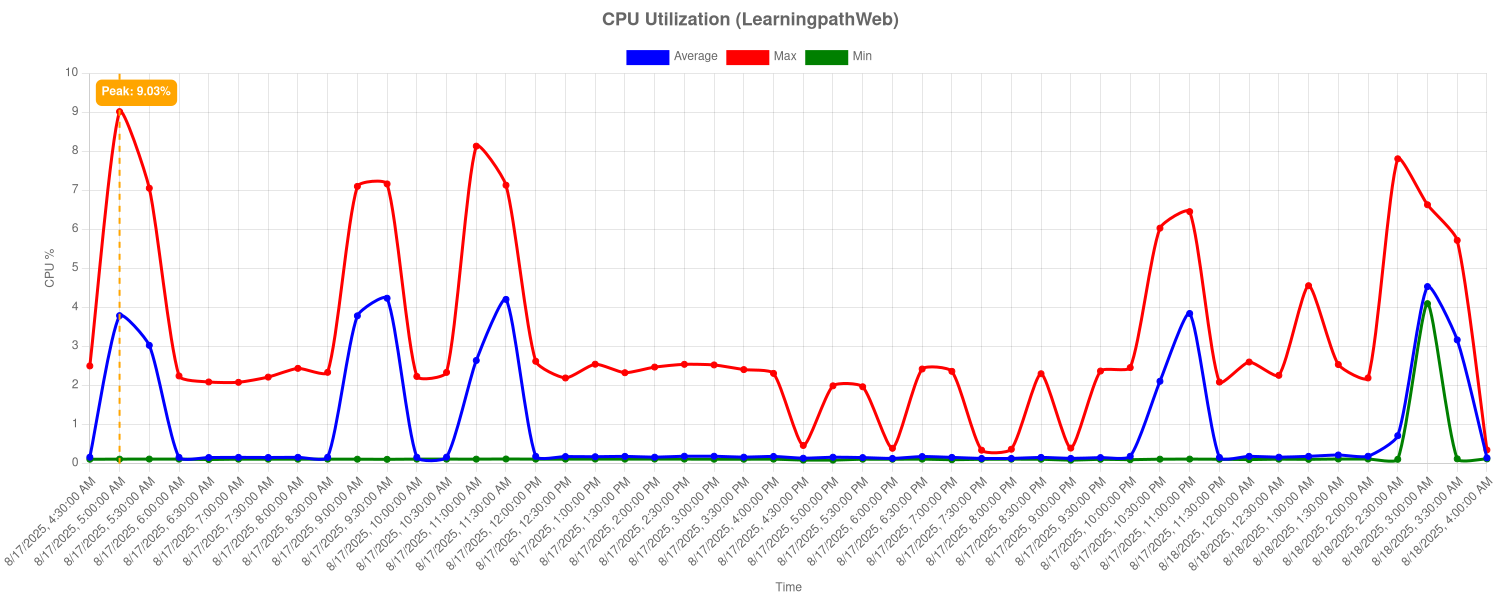 CPU Utilization (LearningpathWeb)
Average Max Min
10
Peak: 9.03%
9
8
7
6
5
CPU %
4
3
2
1
0
8/17/2025, 4:30:00 AM
8/17/2025, 5:00:00 AM
8/17/2025, 5:30:00 AM
8/17/2025, 6:00:00 AM
8/17/2025, 6:30:00 AM
8/17/2025, 7:00:00 AM
8/17/2025, 7:30:00 AM
8/17/2025, 8:00:00 AM
8/17/2025, 8:30:00 AM
8/17/2025, 9:00:00 AM
8/17/2025, 9:30:00 AM
8/17/2025, 10:00:00 AM
8/17/2025, 10:30:00 AM
8/17/2025, 11:00:00 AM
8/17/2025, 11:30:00 AM
8/17/2025, 12:00:00 PM
8/17/2025, 12:30:00 PM
8/17/2025, 1:00:00 PM
8/17/2025, 1:30:00 PM
8/17/2025, 2:00:00 PM
8/17/2025, 2:30:00 PM
8/17/2025, 3:00:00 PM
8/17/2025, 3:30:00 PM
8/17/2025, 4:00:00 PM
8/17/2025, 4:30:00 PM
8/17/2025, 5:00:00 PM
8/17/2025, 5:30:00 PM
8/17/2025, 6:00:00 PM
8/17/2025, 6:30:00 PM
8/17/2025, 7:00:00 PM
8/17/2025, 7:30:00 PM
8/17/2025, 8:00:00 PM
8/17/2025, 8:30:00 PM
8/17/2025, 9:00:00 PM
8/17/2025, 9:30:00 PM
8/17/2025, 10:00:00 PM
8/17/2025, 10:30:00 PM
8/17/2025, 11:00:00 PM
8/17/2025, 11:30:00 PM
8/18/2025, 12:00:00 AM
8/18/2025, 12:30:00 AM
8/18/2025, 1:00:00 AM
8/18/2025, 1:30:00 AM
8/18/2025, 2:00:00 AM
8/18/2025, 2:30:00 AM
8/18/2025, 3:00:00 AM
8/18/2025, 3:30:00 AM
8/18/2025, 4:00:00 AM
Time